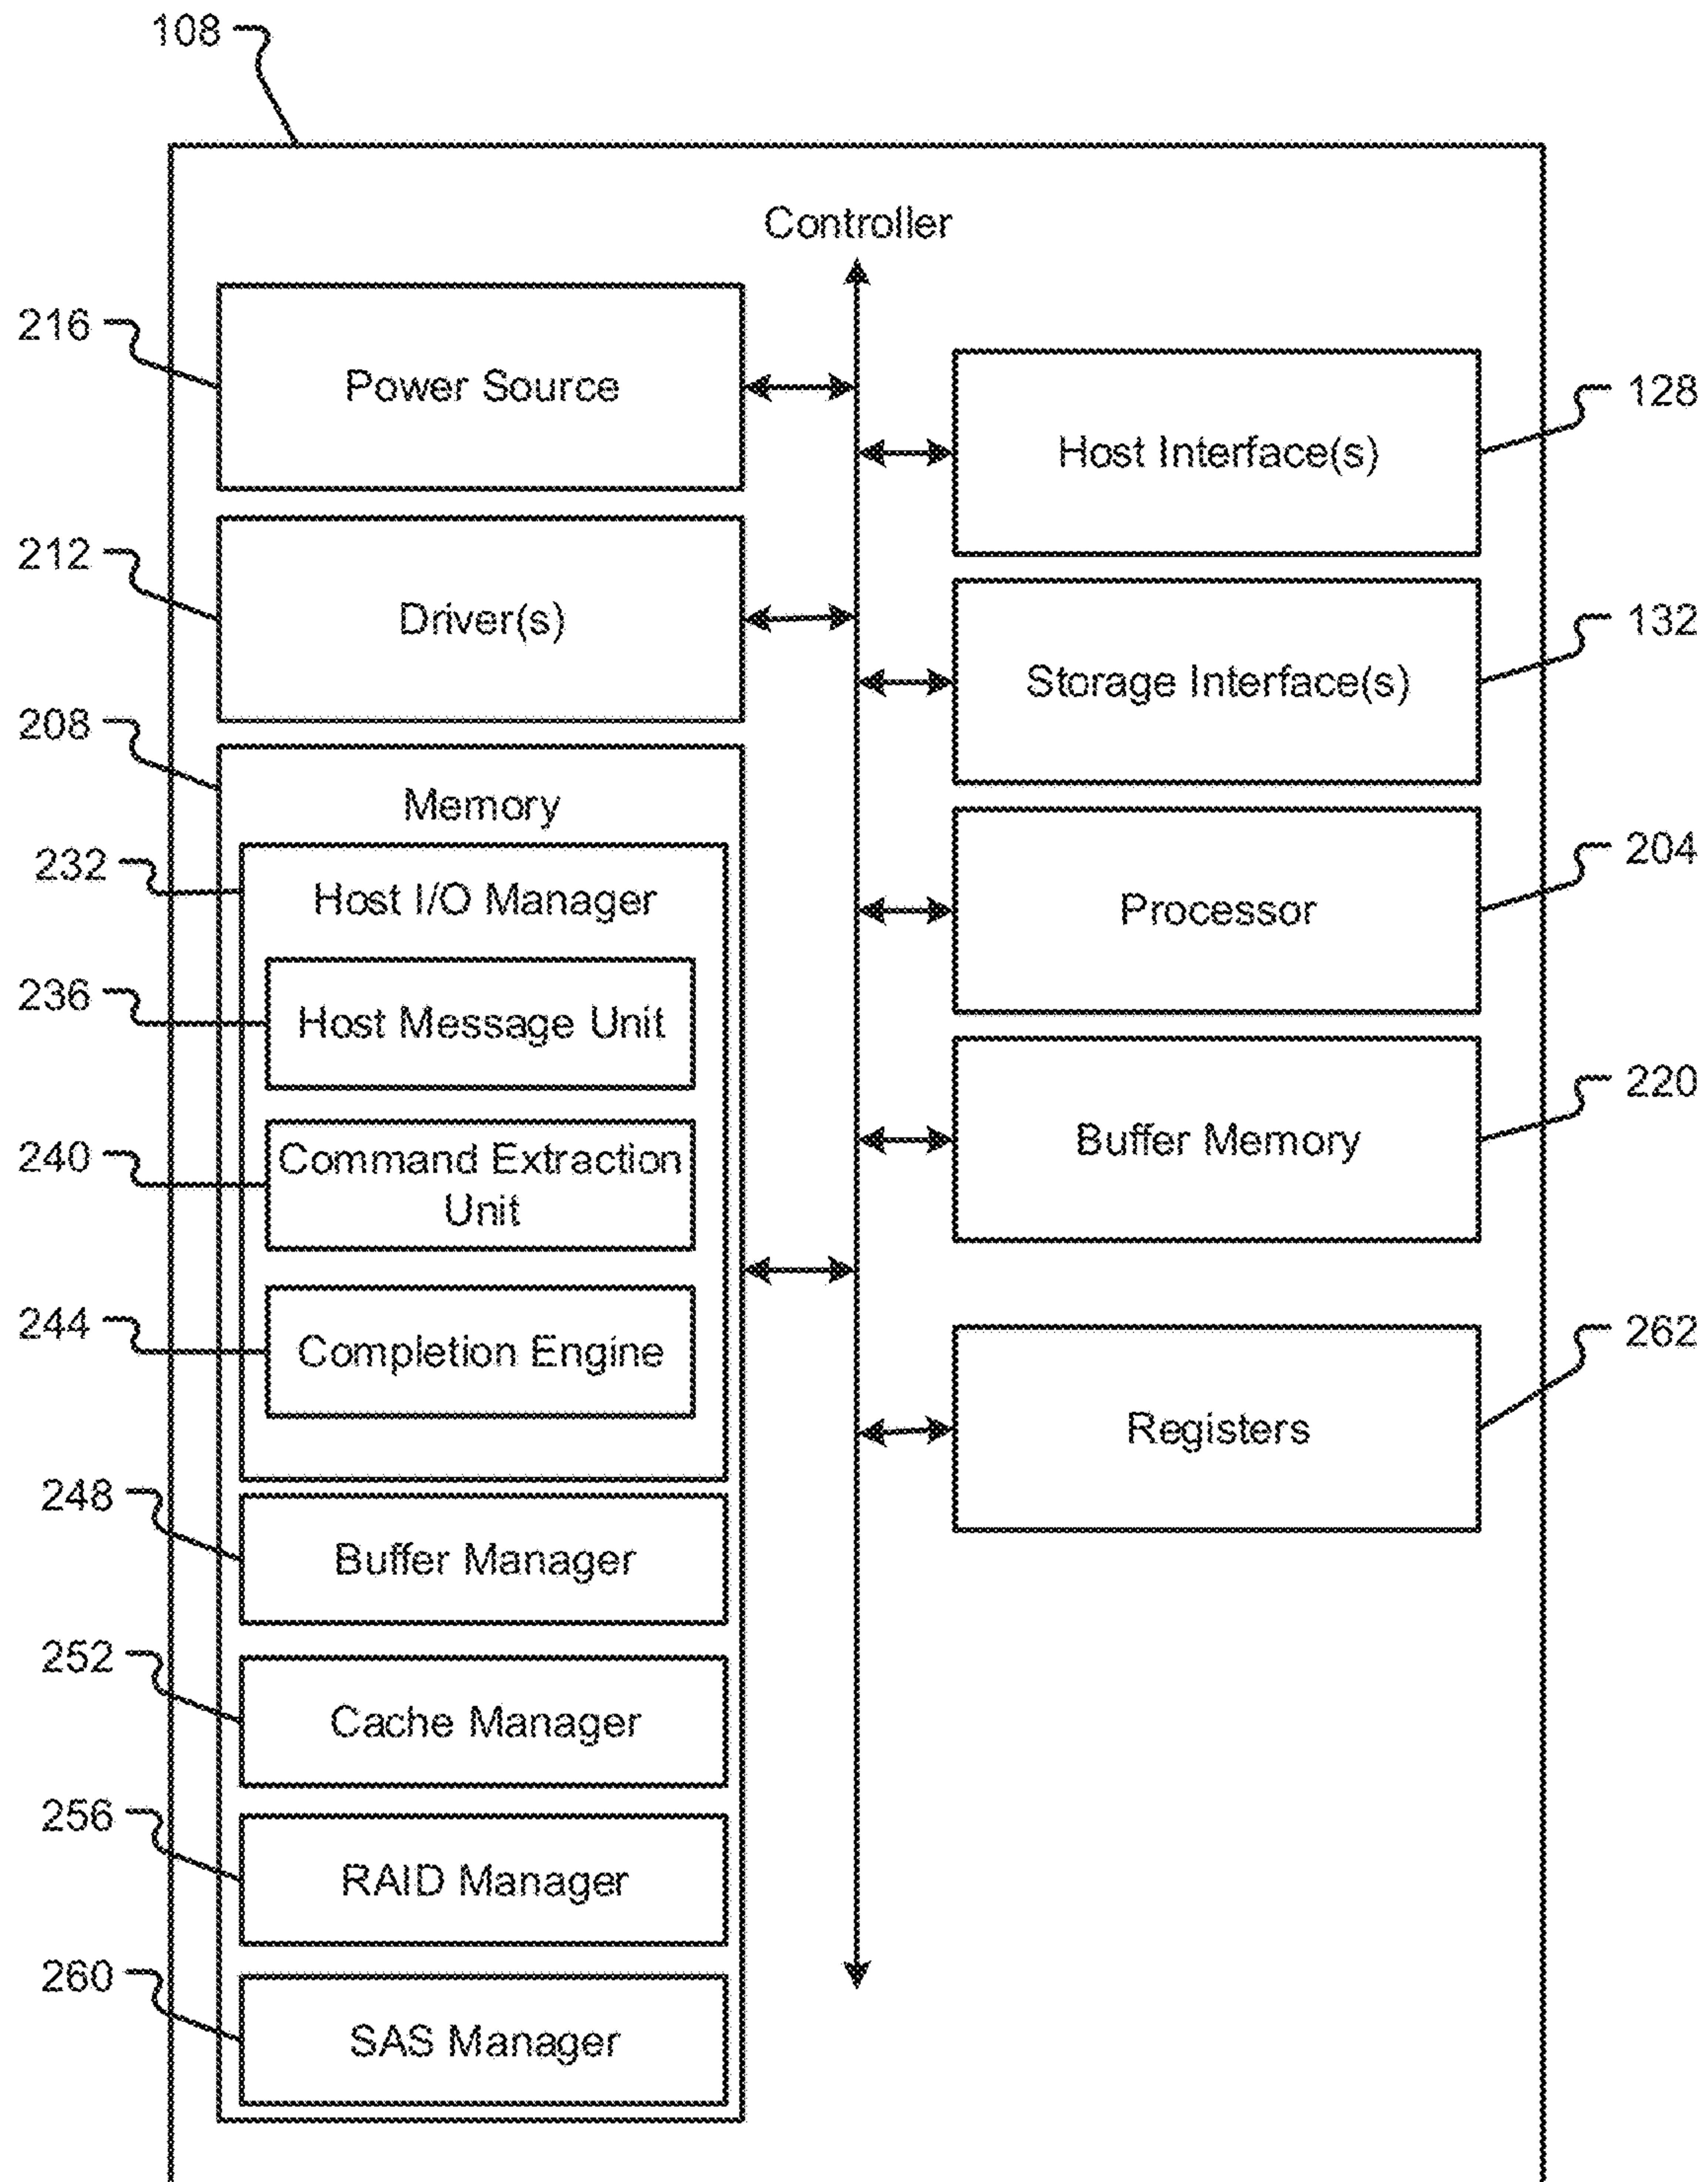 108
Controller
216
Power Source
Host Interface(s)
128
212
Driver(s)
Storage Interface(s)
132
208
Memory
232
Host I/O Manager
Processor
204
236
Host Message Unit
Buffer Memory
220
240
Command Extraction
Unit
244
Completion Engine
Registers
262
248
Buffer Manager
252
Cache Manager
256
RAID Manager
260
SAS Manager